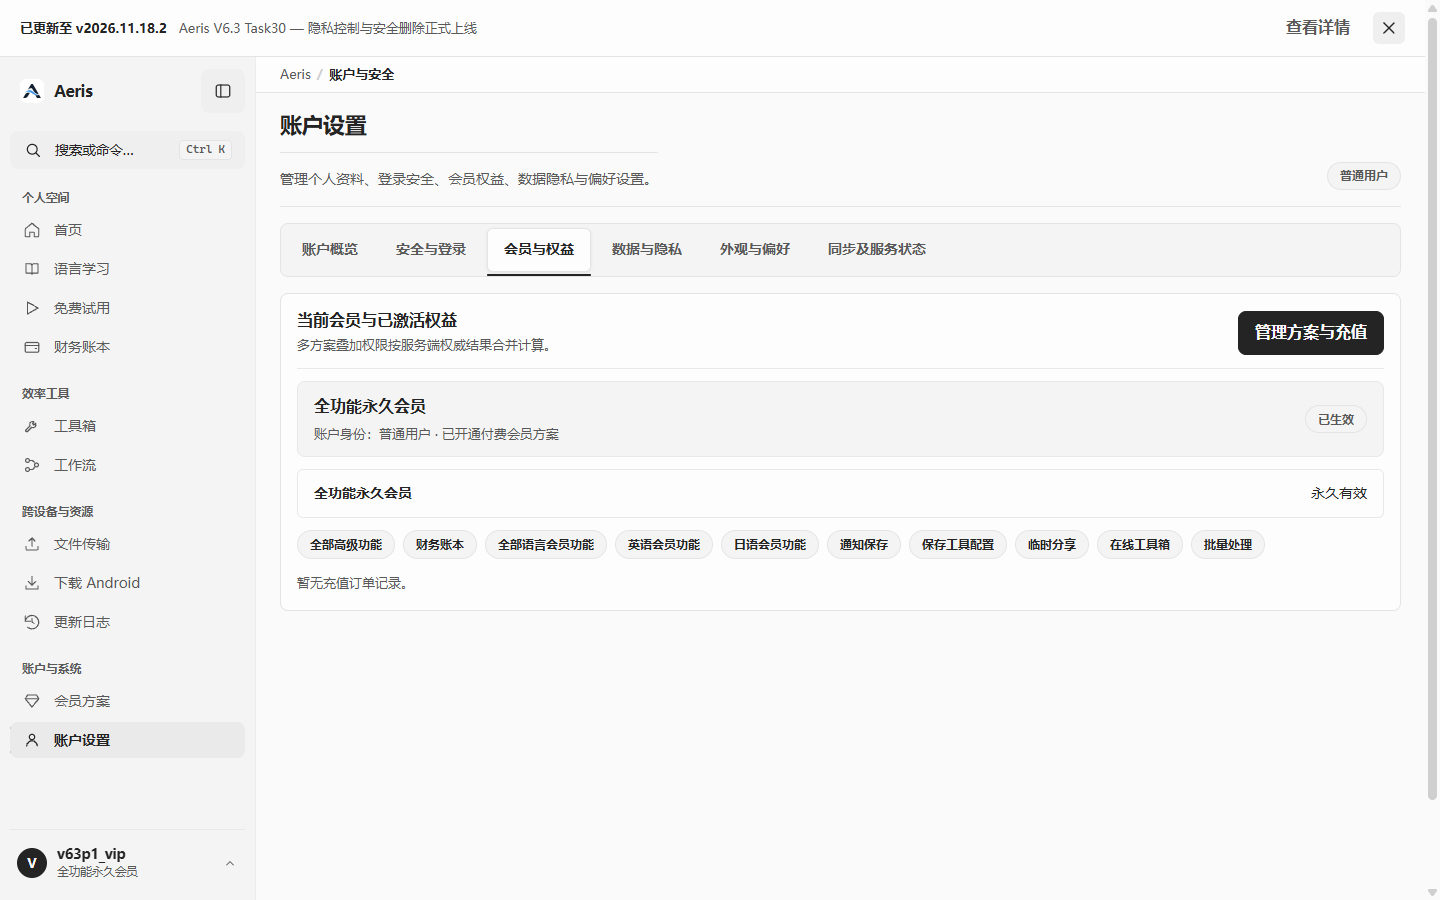 已更新至 v2026.11.18.2 Aeris V6.3 Task30 — 隐私控制与安全删除正式上线
查看详情
Aeris
搜索或命令... Ctrl K
个人空间
首页
语言学习
免费试用
财务账本
效率工具
工具箱
工作流
跨设备与资源
文件传输
下载 Android
更新日志
账户与系统
会员方案
账户设置
V
v63p1_vip
全功能永久会员
Aeris / 账户与安全
账户设置
管理个人资料、登录安全、会员权益、数据隐私与偏好设置。
普通用户
账户概览 安全与登录 会员与权益 数据与隐私 外观与偏好 同步及服务状态
当前会员与已激活权益
多方案叠加权限按服务端权威结果合并计算。
管理方案与充值
全功能永久会员
账户身份：普通用户 · 已开通付费会员方案
已生效
全功能永久会员 永久有效
全部高级功能 财务账本 全部语言会员功能 英语会员功能 日语会员功能 通知保存 保存工具配置 临时分享 在线工具箱 批量处理
暂无充值订单记录。